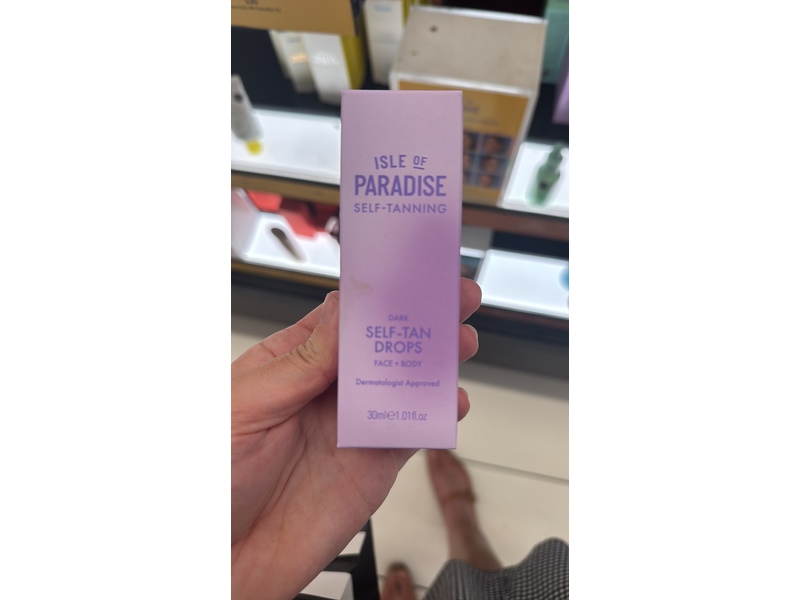 ISLE OF
PARADISE
SELF-TANNING
DARK
SELF-TAN
DROPS
FACE + BODY
Dermatologist Approved
30ml℮1.01fl.oz